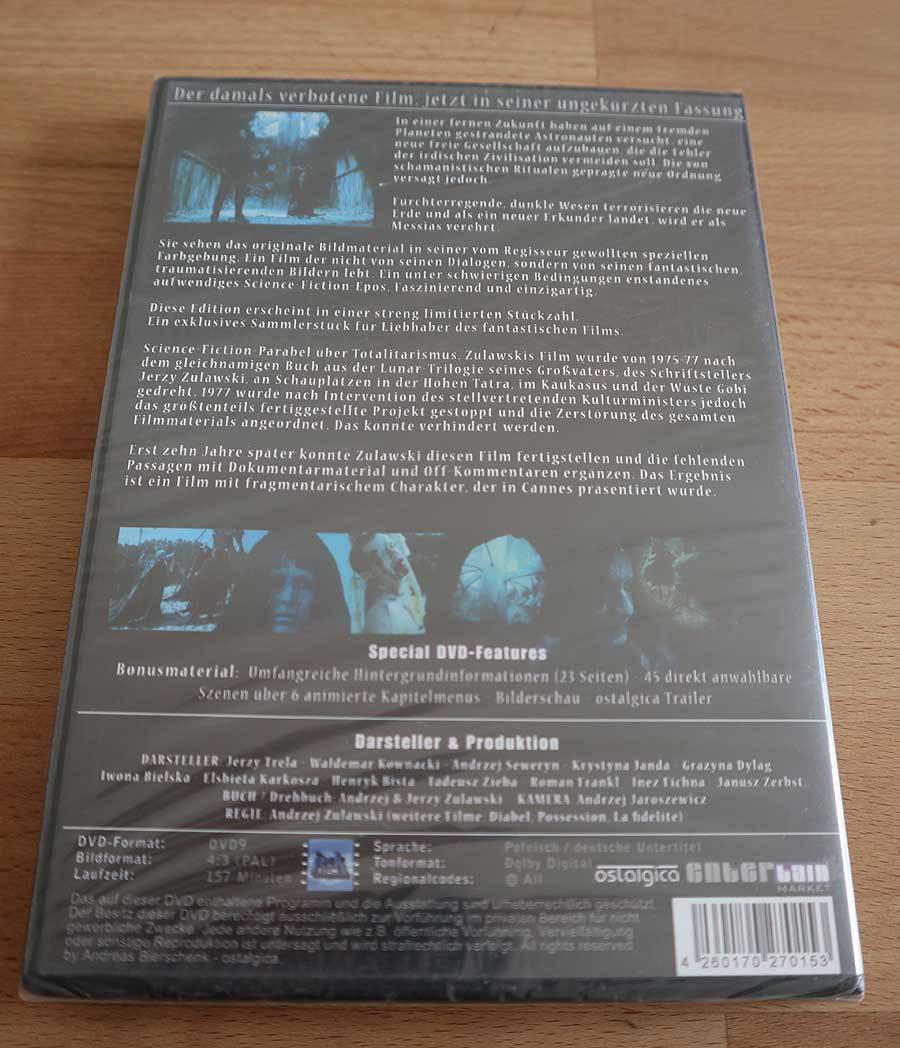 Der damals verbotene Film, jetzt in seiner ungekürzten Fassung
In einer fernen Zukunft haben auf einem fremden
Planeten gestrandete Astronauten versucht, eine
neue freie Gesellschaft aufzubauen, die die Fehler
der irdischen Zivilisation vermeiden soll. Die von
schamanistischen Ritualen geprägte neue Ordnung
versagt jedoch.
Furchterregende, dunkle Wesen terrorisieren die neue
Erde und als ein neuer Erkunder landet, wird er als
Messias verehrt.
Sie sehen das originale Bildmaterial in seiner vom Regisseur gewollten speziellen
Farbgebung. Ein Film der nicht von seinen Dialogen, sondern von seinen fantastischen,
traumatisierenden Bildern lebt. Ein unter schwierigen Bedingungen enstandenes
aufwendiges Science-Fiction-Epos. Faszinierend und einzigartig.
Diese Edition erscheint in einer streng limitierten Stückzahl.
Ein exklusives Sammlerstück für Liebhaber des fantastischen Films.
Science-Fiction-Parabel über Totalitarismus. Zulawskis Film wurde von 1975-77 nach
dem gleichnamigen Buch aus der Lunar-Trilogie seines Großvaters, des Schriftstellers
Jerzy Zulawski, an Schauplätzen in der Hohen Tatra, im Kaukasus und der Wüste Gobi
gedreht. 1977 wurde nach Intervention des stellvertretenden Kulturministers jedoch
das größtenteils fertiggestellte Projekt gestoppt und die Zerstörung des gesamten
Filmmaterials angeordnet. Das konnte verhindert werden.
Erst zehn Jahre später konnte Zulawski diesen Film fertigstellen und die fehlenden
Passagen mit Dokumentarmaterial und Off-Kommentaren ergänzen. Das Ergebnis
ist ein Film mit fragmentarischem Charakter, der in Cannes präsentiert wurde.
Special DVD-Features
Bonusmaterial: Umfangreiche Hintergrundinformationen (23 Seiten) - 45 direkt anwählbare
Szenen über 6 animierte Kapitelmenüs - Bilderschau - ostalgica Trailer
Darsteller & Produktion
DARSTELLER: Jerzy Trela - Waldemar Kownacki - Andrzej Seweryn - Krystyna Janda - Grazyna Dylag
Iwona Bielska - Elsbieta Karkosza - Henryk Bista - Tadeusz Zieba - Roman Frankl - Inez Fichna - Janusz Zerbst
BUCH / Drehbuch: Andrzej & Jerzy Zulawski - KAMERA: Andrzej Jaroszewicz
REGIE: Andrzej Zulawski (weitere Filme: Diabel, Possession, La fidelite)
DVD-Format: DVD9
Bildformat: 4:3 (PAL)
Laufzeit: 157 Minuten
Sprache: Polnisch / deutsche Untertitel
Tonformat: Dolby Digital
Regionalcodes: All
ostalgica entertain
MARKET
Das auf dieser DVD enthaltene Programm und die Ausstattung sind urheberrechtlich geschützt.
Der Besitz dieser DVD berechtigt ausschließlich zur Vorführung im privaten Bereich für nicht
gewerbliche Zwecke. Jede andere Nutzung wie z.B. öffentliche Vorführung, Vervielfältigung
oder sonstige Reproduktion ist untersagt und wird strafrechtlich verfolgt. All rights reserved
by Andreas Bierschenk - ostalgica.
4 260170 270153